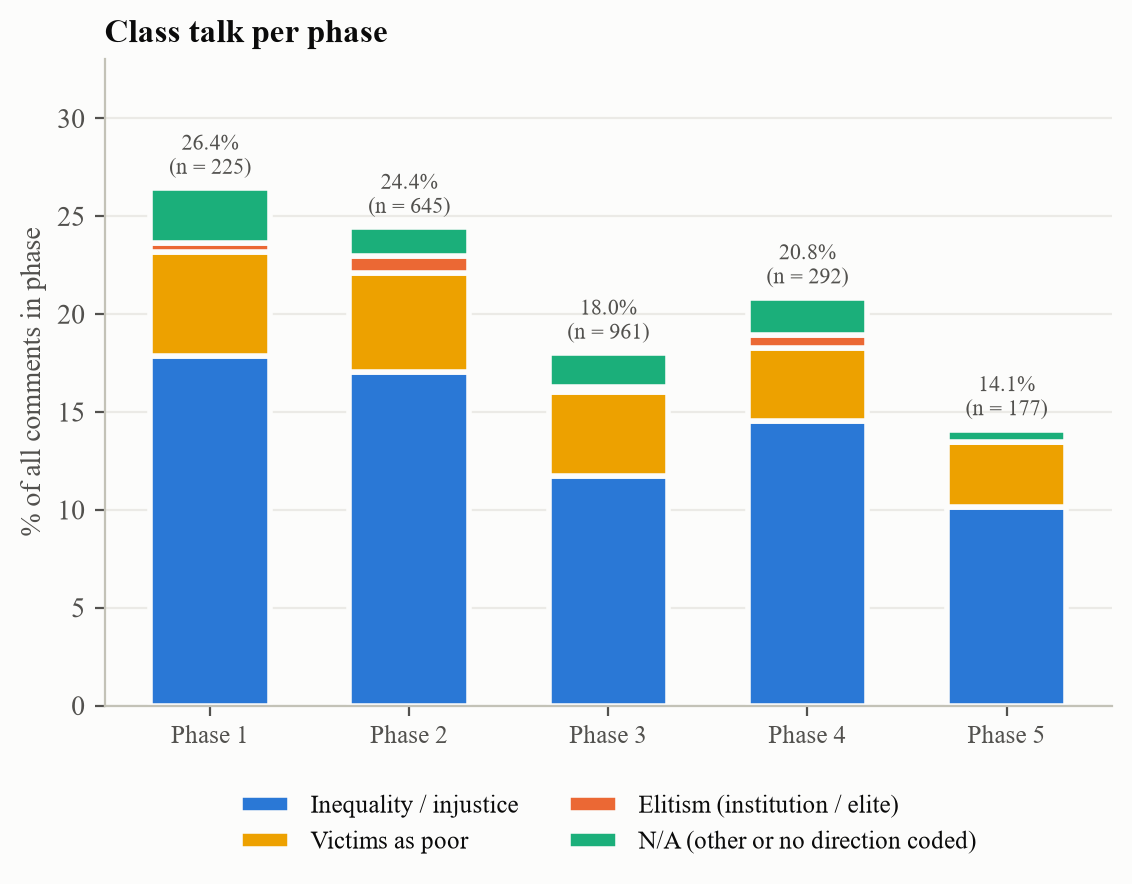 Class talk per phase
% of all comments in phase
30
25
20
15
10
5
0
26.4%
(n = 225)
24.4%
(n = 645)
18.0%
(n = 961)
20.8%
(n = 292)
14.1%
(n = 177)
Phase 1
Phase 2
Phase 3
Phase 4
Phase 5
Inequality / injustice
Victims as poor
Elitism (institution / elite)
N/A (other or no direction coded)